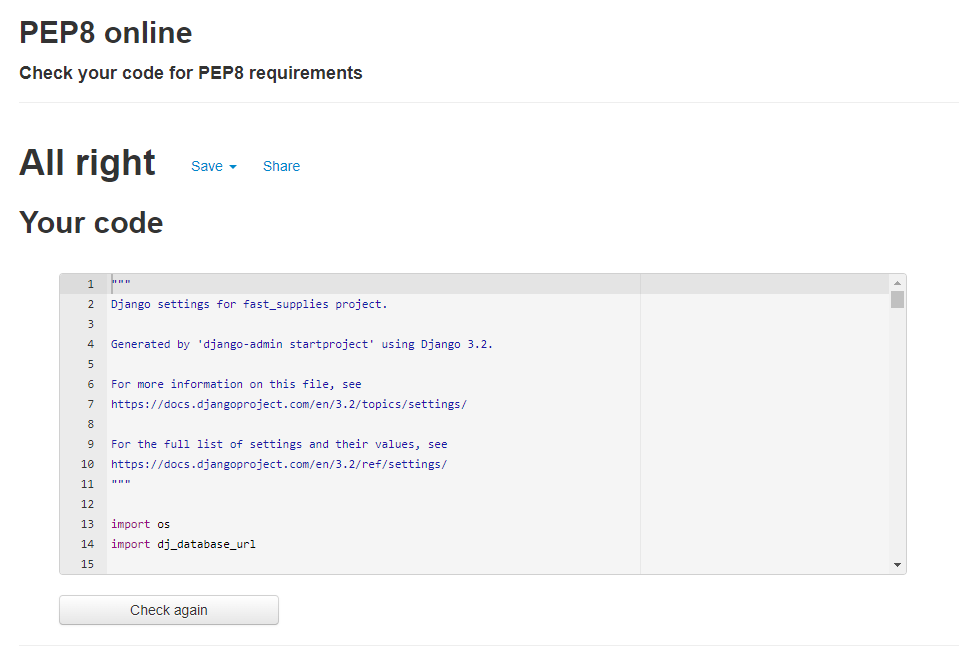 PEP8 online
Check your code for PEP8 requirements
All right Save Share
Your code
1 """
2 Django settings for fast_supplies project.
3
4 Generated by 'django-admin startproject' using Django 3.2.
5
6 For more information on this file, see
7 https://docs.djangoproject.com/en/3.2/topics/settings/
8
9 For the full list of settings and their values, see
10 https://docs.djangoproject.com/en/3.2/ref/settings/
11 """
12
13 import os
14 import dj_database_url
15
Check again